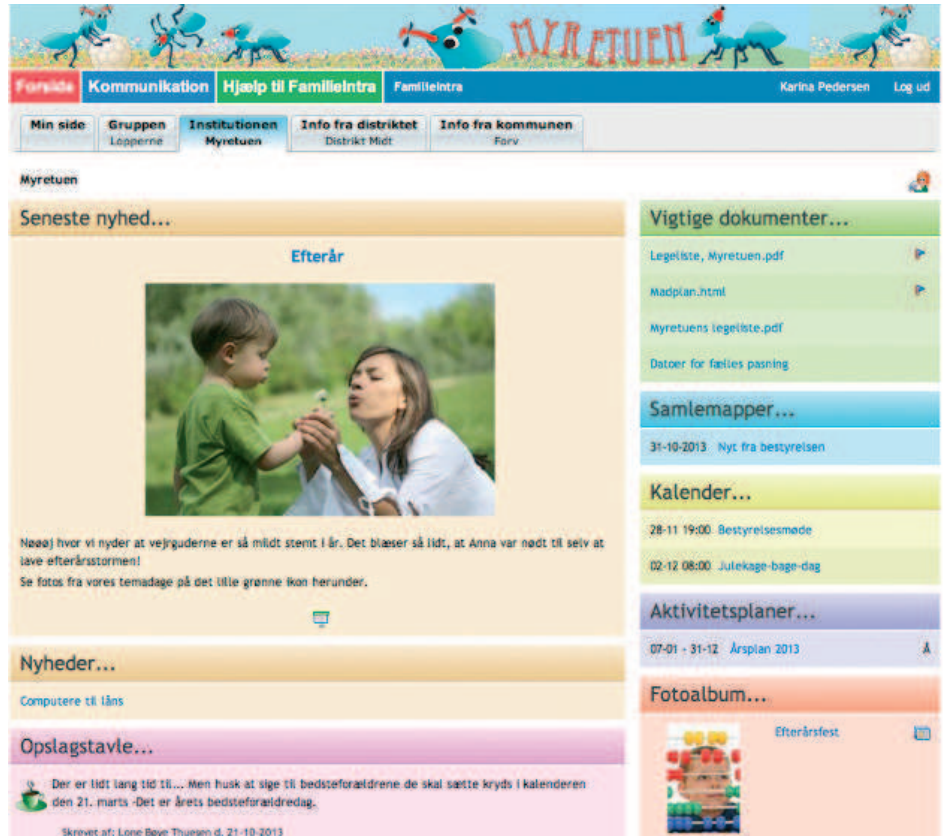 MYRETUEN
Forside Kommunikation Hjælp til FamilieIntra FamilieIntra Karina Pedersen Log ud
Min side Gruppen Institutionen Info fra distriktet Info fra kommunen
Lopperne Myretuen Distrikt Midt Forv
Myretuen
Seneste nyhed...
Efterår
Nøøøj hvor vi nyder at vejrguderne er så mildt stemt i år. Det blæser så lidt, at Anna var nødt til selv at
lave efterårsstormen!
Se fotos fra vores temadage på det lille grønne ikon herunder.
Nyheder...
Computere til låns
Opslagstavle...
Der er lidt lang tid til... Men husk at sige til bedsteforældrene de skal sætte kryds i kalenderen
den 21. marts -Det er årets bedsteforældredag.
Skrevet af: Lone Bøve Thuesen d. 21-10-2013
Vigtige dokumenter...
Legeliste, Myretuen.pdf
Madplan.html
Myretuens legeliste.pdf
Datoer for fælles pasning
Samlemapper...
31-10-2013 Nyt fra bestyrelsen
Kalender...
28-11 19:00 Bestyrelsesmøde
02-12 08:00 Julekage-bage-dag
Aktivitetsplaner...
07-01 - 31-12 Årsplan 2013 Å
Fotoalbum...
Efterårsfest